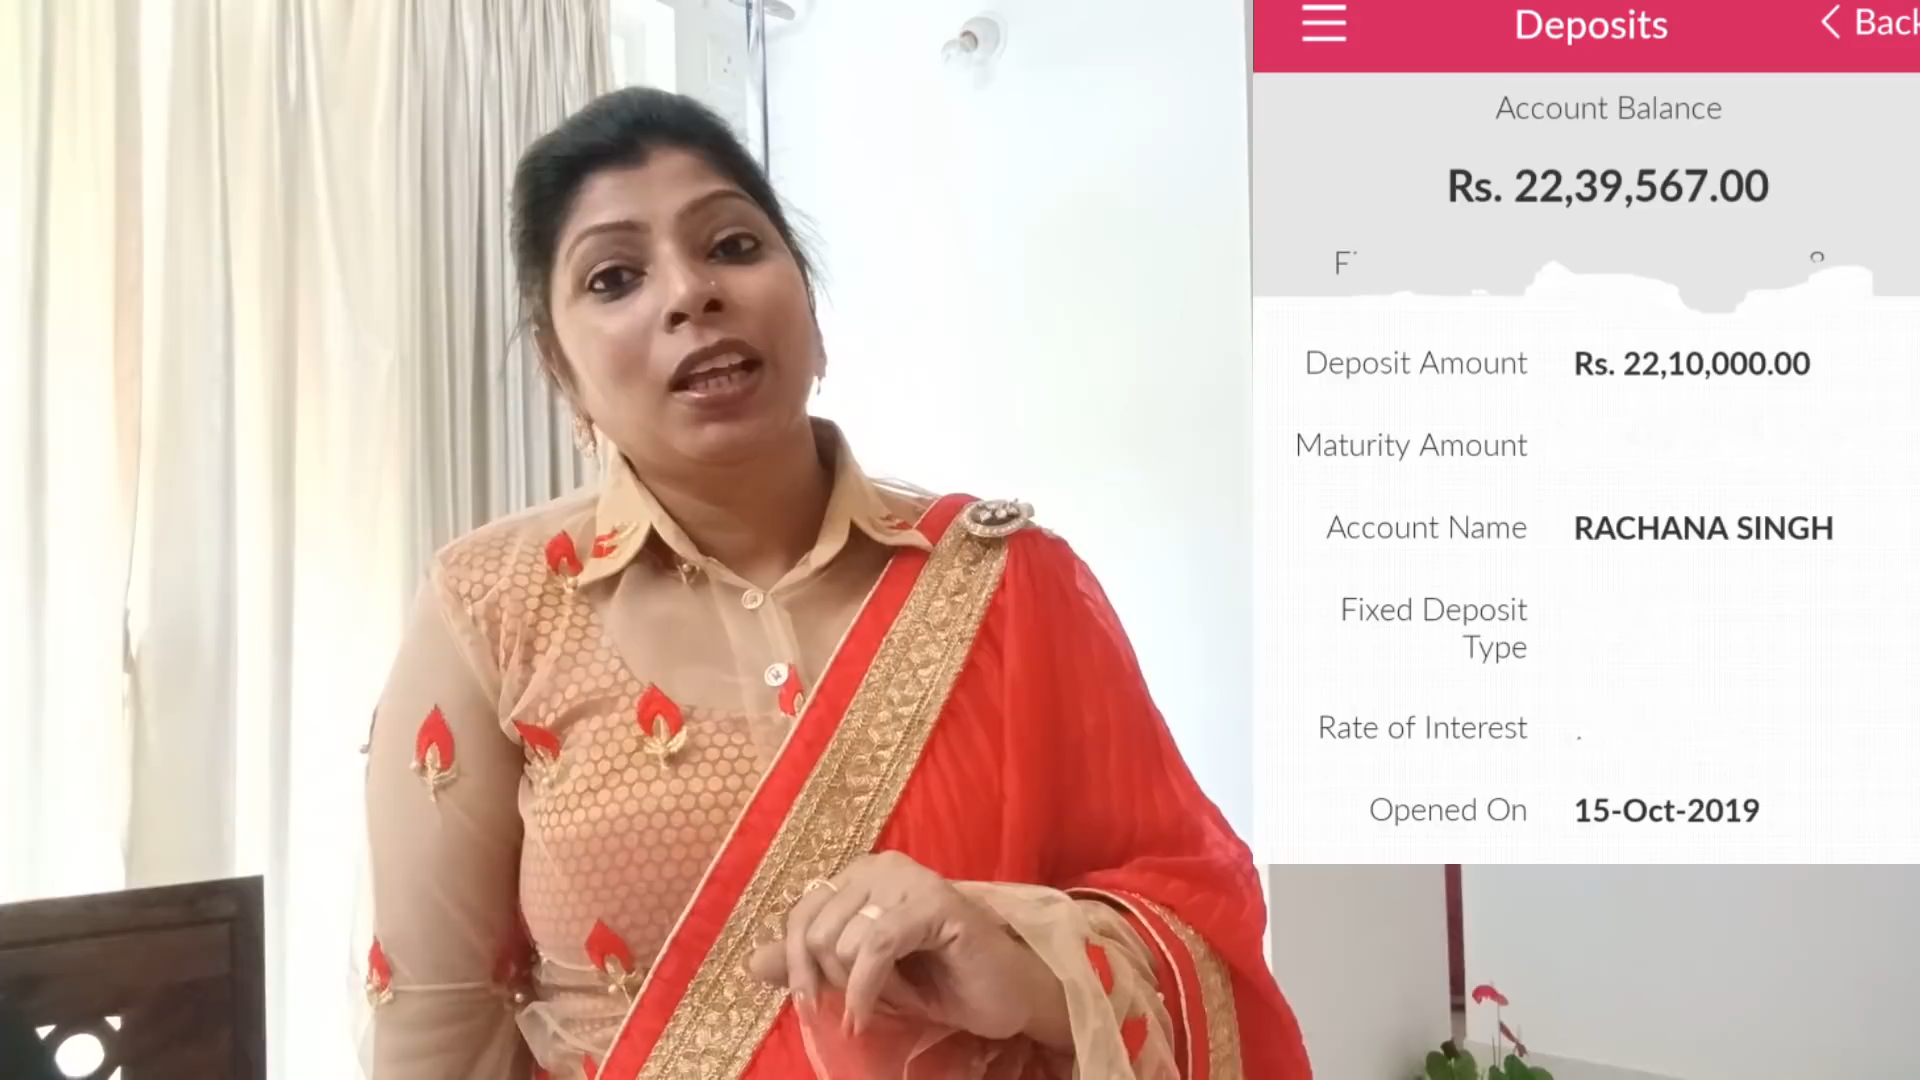 Deposits
Back
Account Balance
Rs. 22,39,567.00
Deposit Amount Rs. 22,10,000.00
Maturity Amount
Account Name RACHANA SINGH
Fixed Deposit
Type
Rate of Interest
Opened On 15-Oct-2019